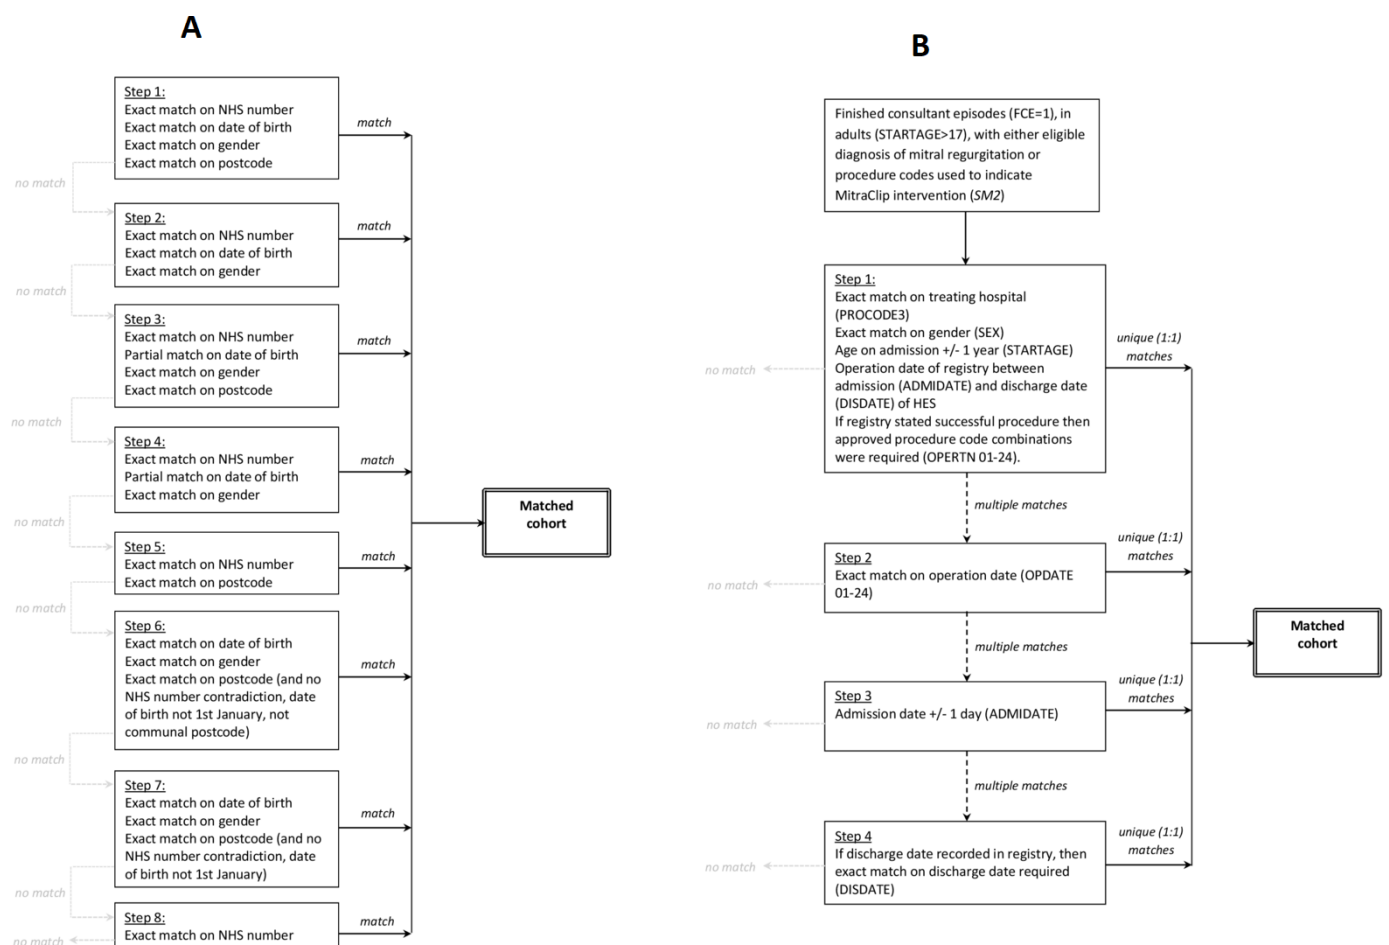 A
Step 1:
Exact match on NHS number
Exact match on date of birth
Exact match on gender
Exact match on postcode
match
no match
Step 2:
Exact match on NHS number
Exact match on date of birth
Exact match on gender
match
no match
Step 3:
Exact match on NHS number
Partial match on date of birth
Exact match on gender
Exact match on postcode
match
no match
Step 4:
Exact match on NHS number
Partial match on date of birth
Exact match on gender
match
no match
Step 5:
Exact match on NHS number
Exact match on postcode
match
no match
Step 6:
Exact match on date of birth
Exact match on gender
Exact match on postcode (and no
NHS number contradiction, date
of birth not 1st January, not
communal postcode)
match
no match
Step 7:
Exact match on date of birth
Exact match on gender
Exact match on postcode (and no
NHS number contradiction, date
of birth not 1st January)
match
no match
Step 8:
Exact match on NHS number
match
no match
Matched
cohort
B
Finished consultant episodes (FCE=1), in
adults (STARTAGE>17), with either eligible
diagnosis of mitral regurgitation or
procedure codes used to indicate
MitraClip intervention (SM2)
Step 1:
Exact match on treating hospital
(PROCODE3)
Exact match on gender (SEX)
Age on admission +/- 1 year (STARTAGE)
Operation date of registry between
admission (ADMIDATE) and discharge date
(DISDATE) of HES
If registry stated successful procedure then
approved procedure code combinations
were required (OPERTN 01-24).
unique (1:1)
matches
no match
multiple matches
Step 2
Exact match on operation date (OPDATE
01-24)
unique (1:1)
matches
no match
multiple matches
Step 3
Admission date +/- 1 day (ADMIDATE)
unique (1:1)
matches
no match
multiple matches
Step 4
If discharge date recorded in registry, then
exact match on discharge date required
(DISDATE)
unique (1:1)
matches
no match
Matched
cohort